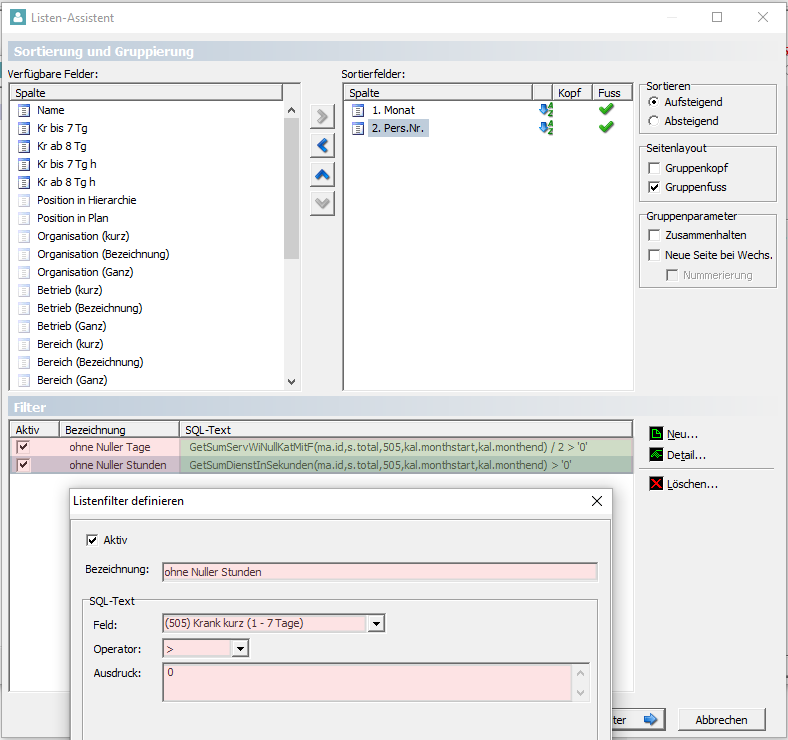 Listen-Assistent
Sortierung und Gruppierung
Verfügbare Felder:
Spalte
Name
Kr bis 7 Tg
Kr ab 8 Tg
Kr bis 7 Tg h
Kr ab 8 Tg h
Position in Hierarchie
Position in Plan
Organisation (kurz)
Organisation (Bezeichnung)
Organisation (Ganz)
Betrieb (kurz)
Betrieb (Bezeichnung)
Betrieb (Ganz)
Bereich (kurz)
Bereich (Bezeichnung)
Bereich (Ganz)
Sortierfelder:
Spalte Kopf Fuss
1. Monat
2. Pers.Nr.
Sortieren
Aufsteigend
Absteigend
Seitenlayout
Gruppenkopf
Gruppenfuss
Gruppenparameter
Zusammenhalten
Neue Seite bei Wechs.
Nummerierung
Filter
Aktiv Bezeichnung SQL-Text
ohne Nuller Tage GetSumServWiNullKatMitF(ma.id,s.total,505,kal.monthstart,kal.monthend) / 2 > '0'
ohne Nuller Stunden GetSumDienstInSekunden(ma.id,s.total,505,kal.monthstart,kal.monthend) > '0'
Neu...
Detail...
Löschen...
Listenfilter definieren
Aktiv
Bezeichnung: ohne Nuller Stunden
SQL-Text
Feld: (505) Krank kurz (1 - 7 Tage)
Operator: >
Ausdruck: 0
ter
Abbrechen